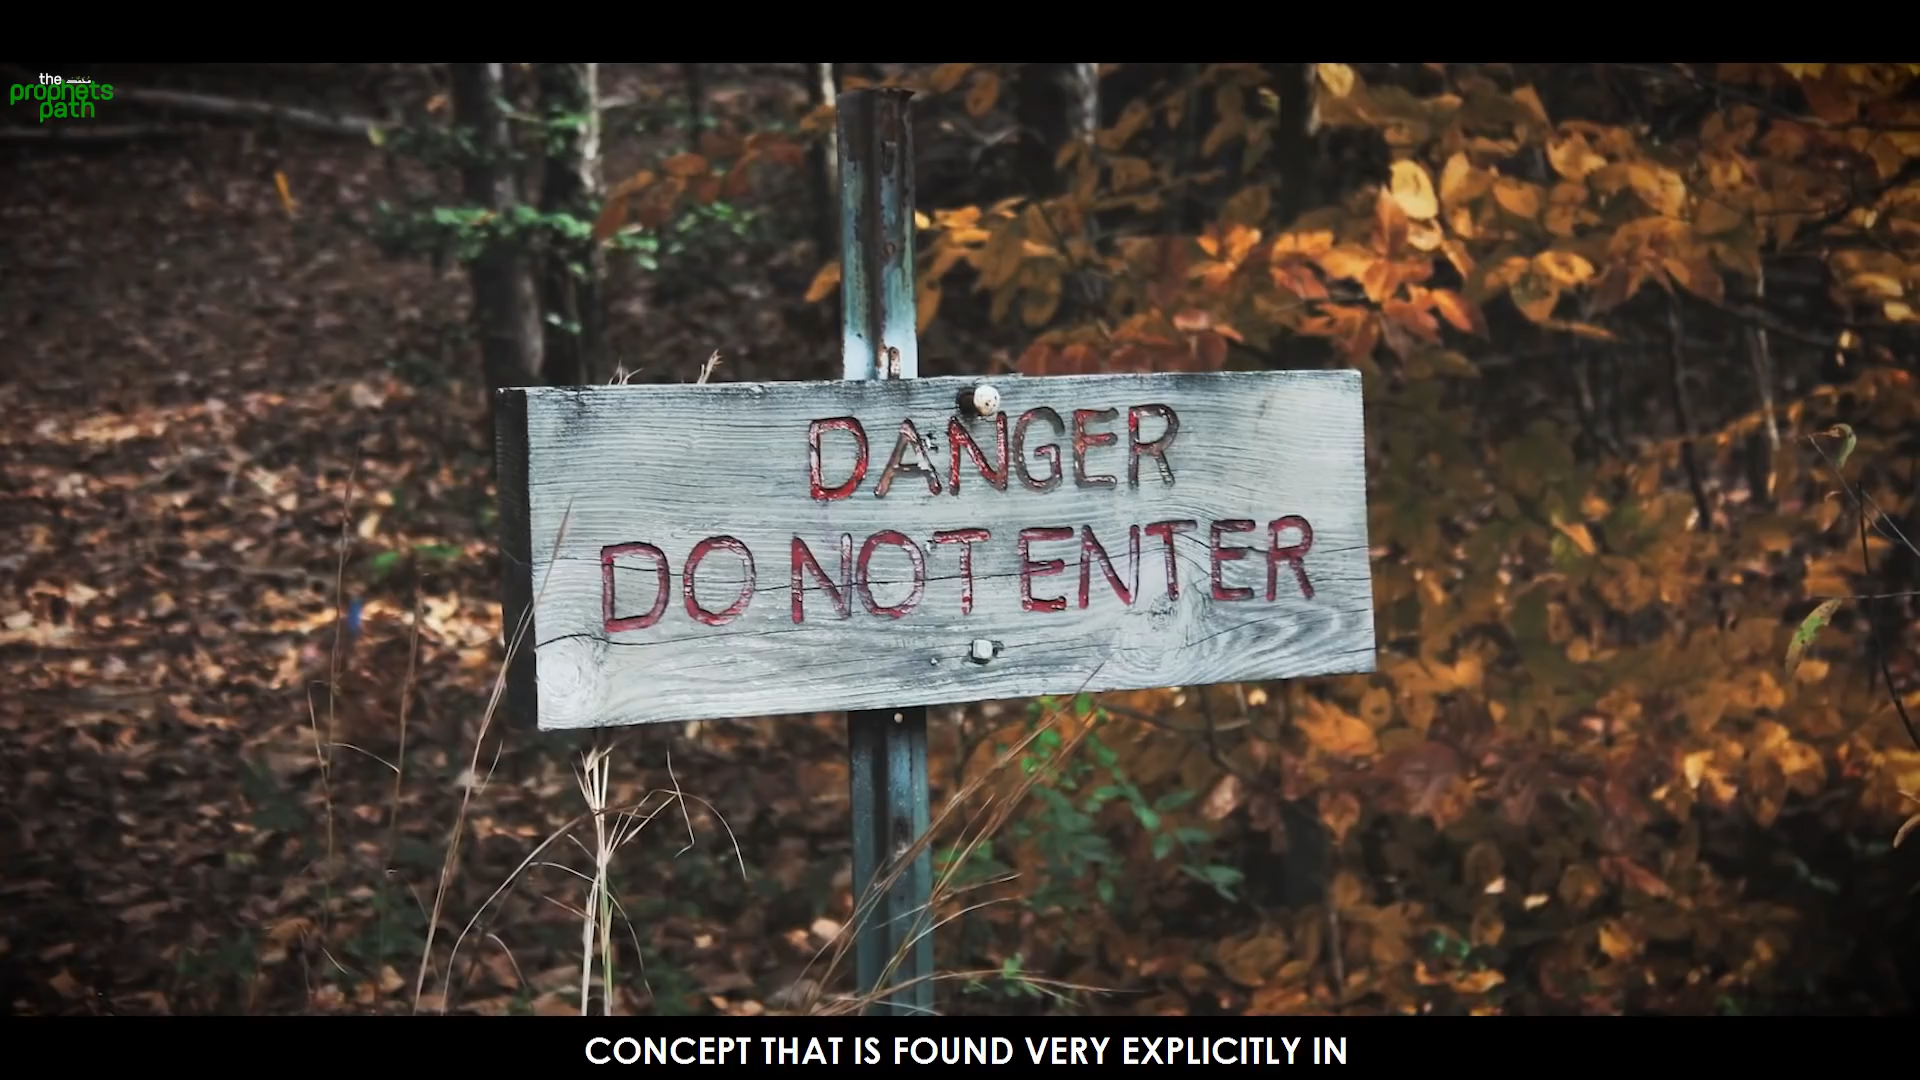 the
prophets
path
DANGER
DO NOT ENTER
CONCEPT THAT IS FOUND VERY EXPLICITLY IN